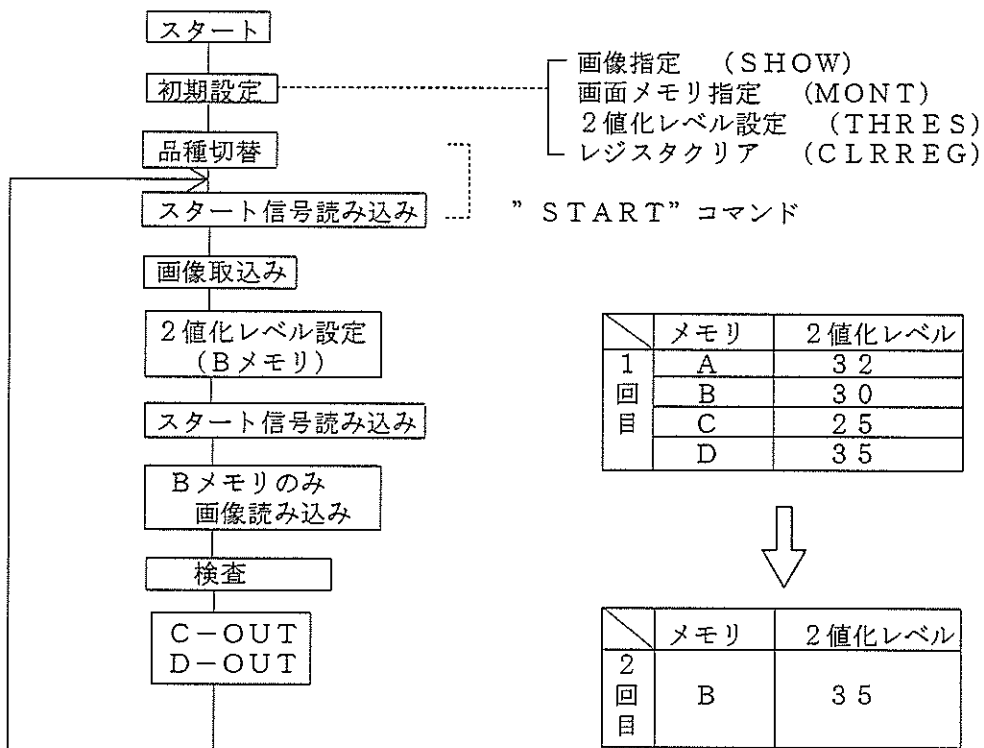 スタート
初期設定
画像指定 (SHOW)
画面メモリ指定 (MONT)
2値化レベル設定 (THRES)
レジスタクリア (CLRREG)
品種切替
スタート信号読み込み
”START”コマンド
画像取込み
2値化レベル設定
(Bメモリ)
スタート信号読み込み
Bメモリのみ
画像読み込み
検査
C-OUT
D-OUT
メモリ 2値化レベル
1回目
A 32
B 30
C 25
D 35
メモリ 2値化レベル
2回目
B 35